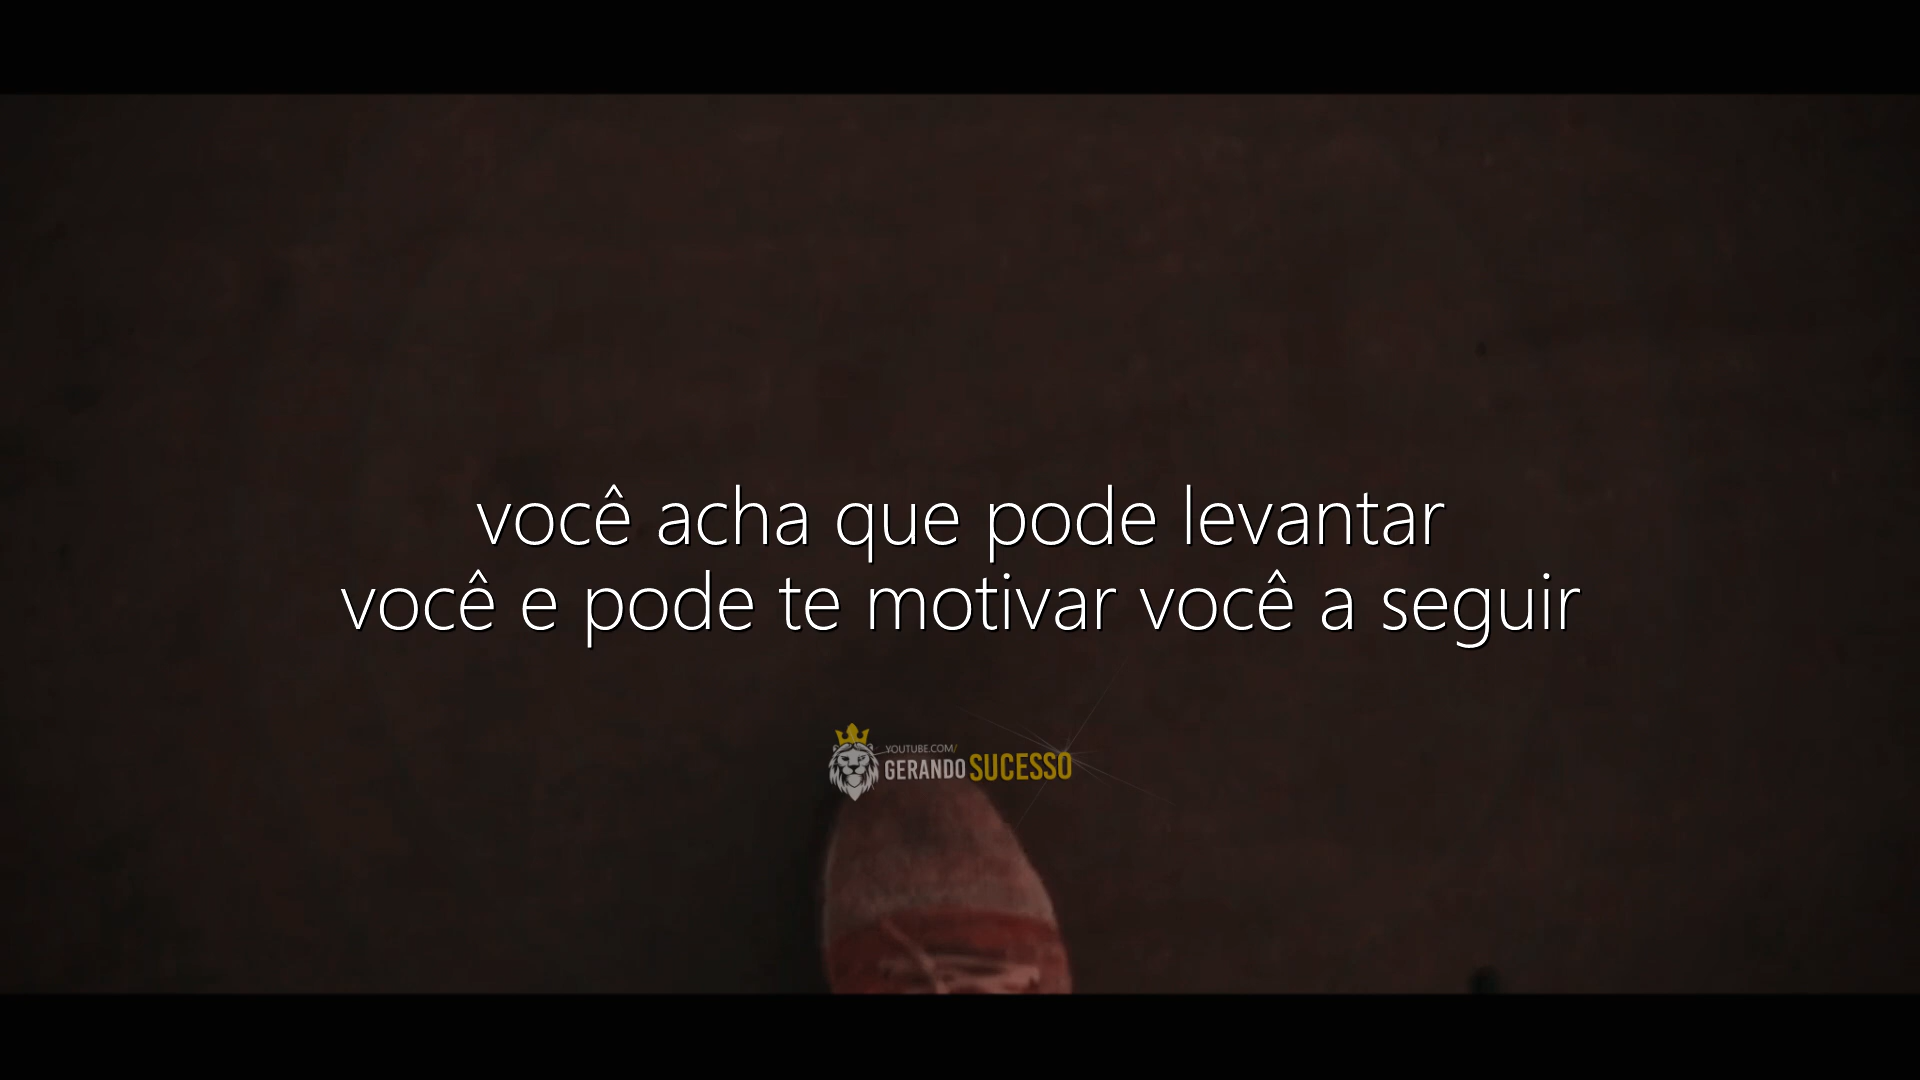 você acha que pode levantar
você e pode te motivar você a seguir
YOUTUBE.COM/
GERANDO SUCESSO